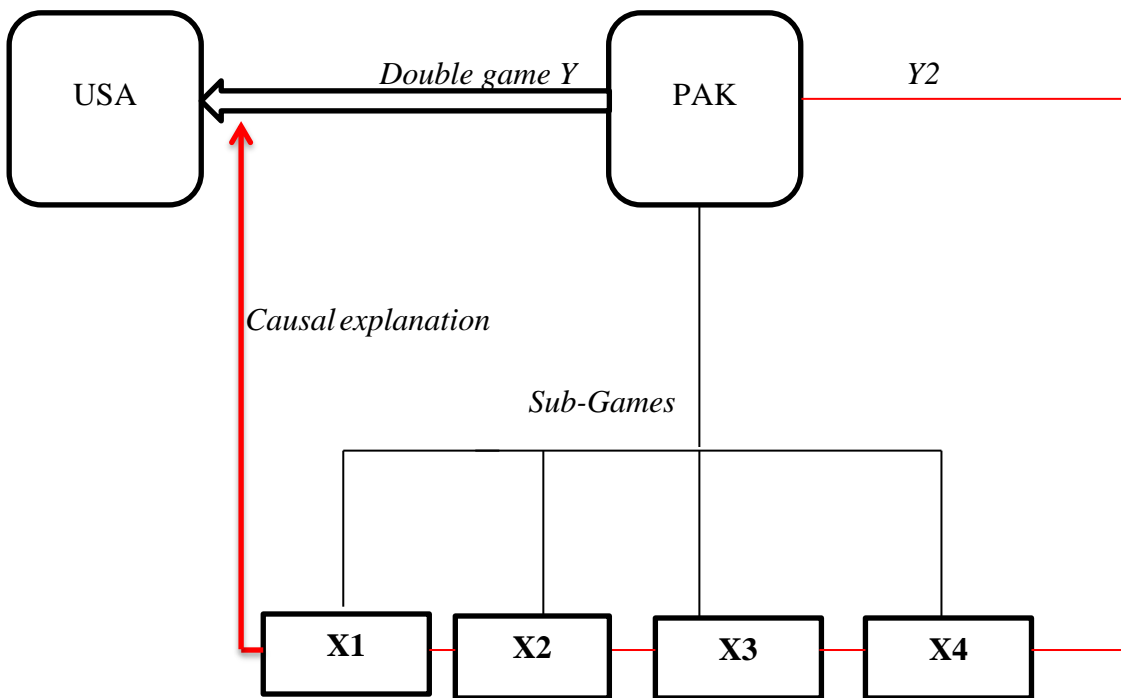 Double game Y
Y2
USA
PAK
Causal explanation
Sub-Games
X1
X2
X3
X4